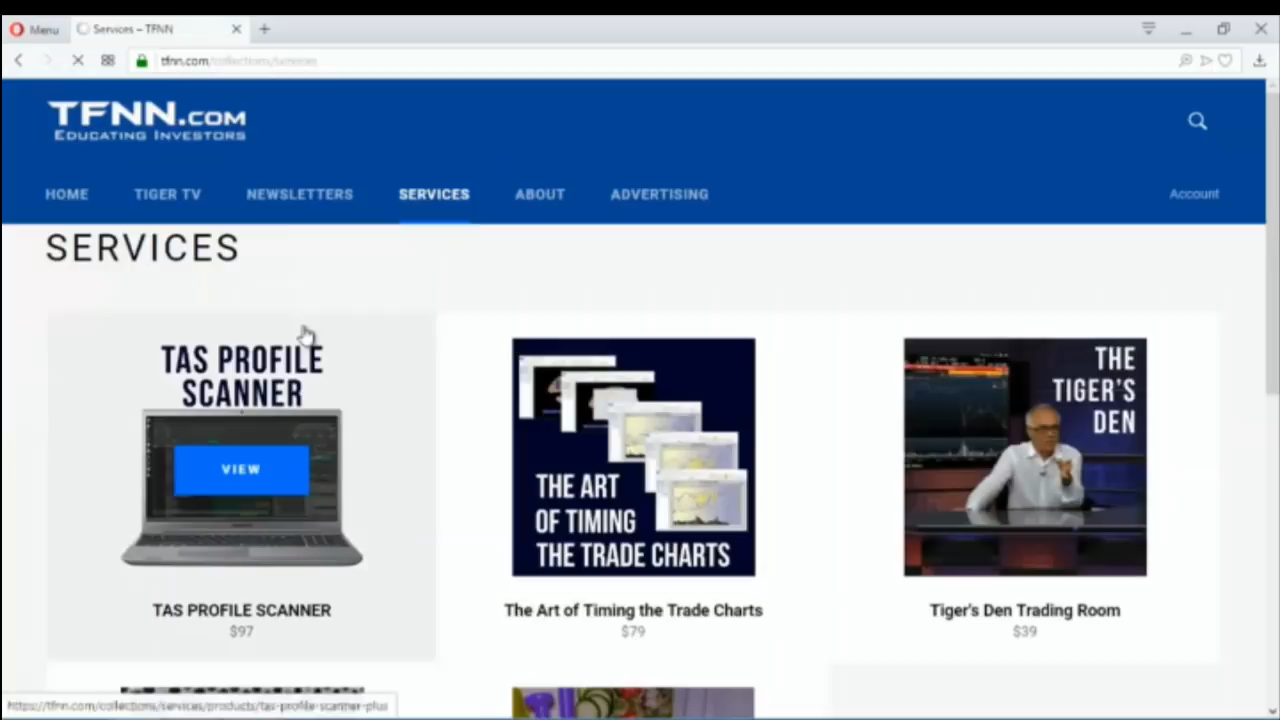 Menu
Services – TFNN
tfnn.com/collections/services
TFNN.COM
EDUCATING INVESTORS
HOME
TIGER TV
NEWSLETTERS
SERVICES
ABOUT
ADVERTISING
Account
SERVICES
TAS PROFILE
SCANNER
VIEW
TAS PROFILE SCANNER
$97
THE ART
OF TIMING
THE TRADE CHARTS
The Art of Timing the Trade Charts
$79
THE
TIGER'S
DEN
Tiger's Den Trading Room
$39
https://tfnn.com/collections/services/products/tas-profile-scanner-plus